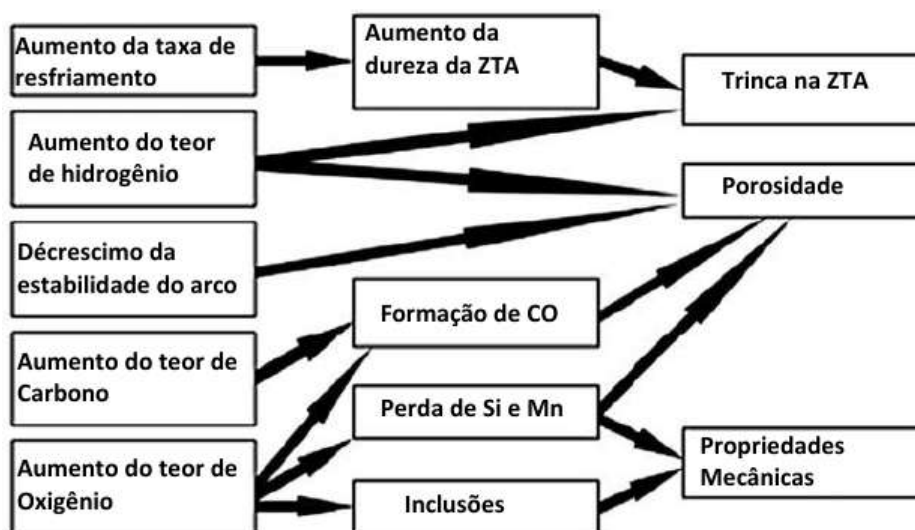 Aumento da taxa de
resfriamento
Aumento do teor
de hidrogênio
Décrescimo da
estabilidade do arco
Aumento do teor de
Carbono
Aumento do teor de
Oxigênio
Aumento da
dureza da ZTA
Formação de CO
Perda de Si e Mn
Inclusões
Trinca na ZTA
Porosidade
Propriedades
Mecânicas